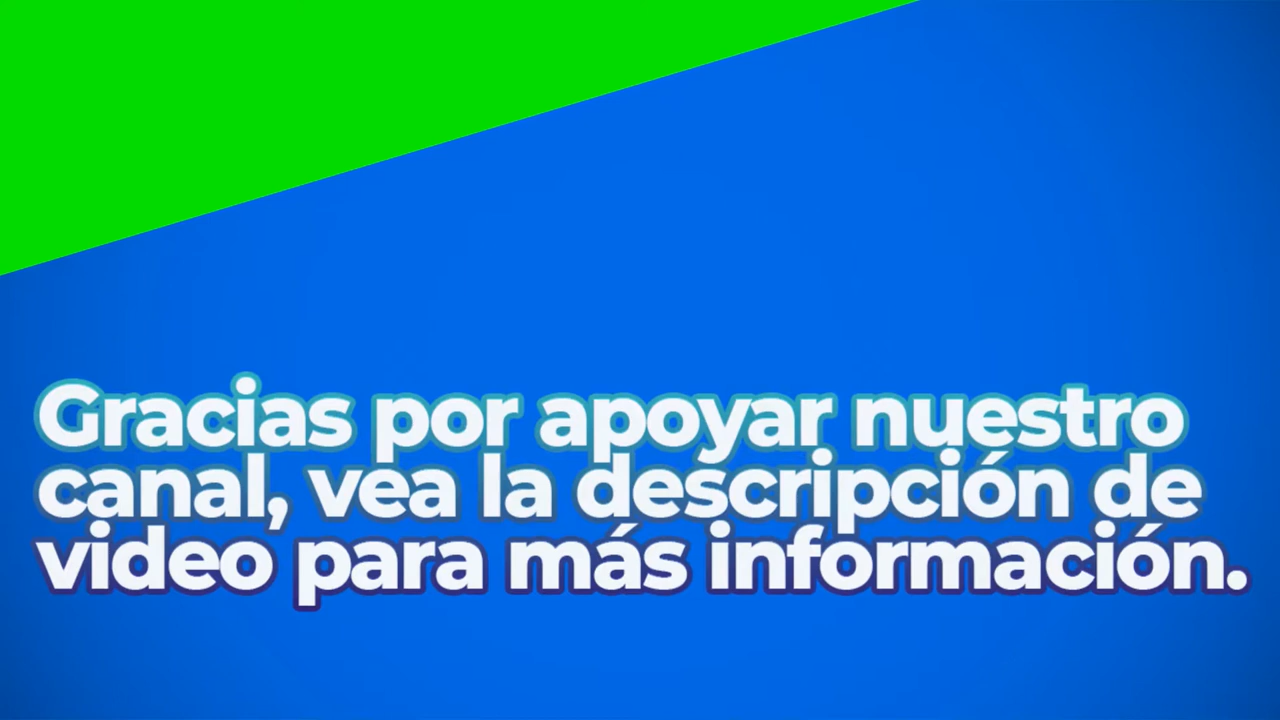 Gracias por apoyar nuestro
canal, vea la descripción de
video para más información.